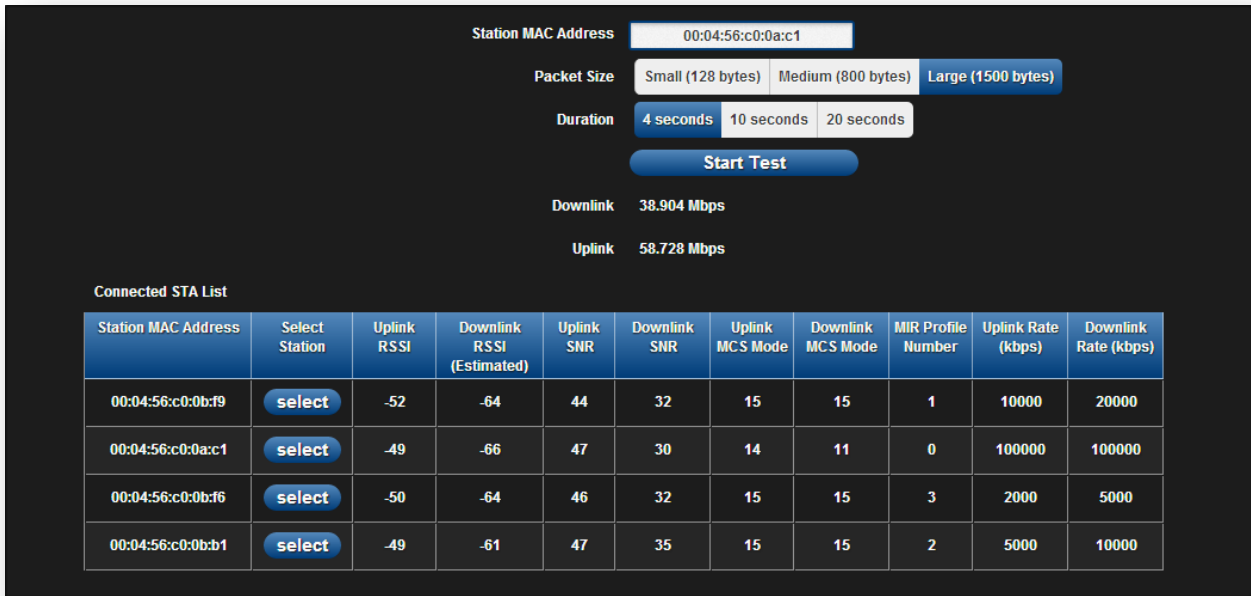 Station MAC Address 00:04:56:c0:0a:c1
Packet Size Small (128 bytes) Medium (800 bytes) Large (1500 bytes)
Duration 4 seconds 10 seconds 20 seconds
Start Test
Downlink 38.904 Mbps
Uplink 58.728 Mbps
Connected STA List
Station MAC Address Select Station Uplink RSSI Downlink RSSI (Estimated) Uplink SNR Downlink SNR Uplink MCS Mode Downlink MCS Mode MIR Profile Number Uplink Rate (kbps) Downlink Rate (kbps)
00:04:56:c0:0b:f9 select -52 -64 44 32 15 15 1 10000 20000
00:04:56:c0:0a:c1 select -49 -66 47 30 14 11 0 100000 100000
00:04:56:c0:0b:f6 select -50 -64 46 32 15 15 3 2000 5000
00:04:56:c0:0b:b1 select -49 -61 47 35 15 15 2 5000 10000